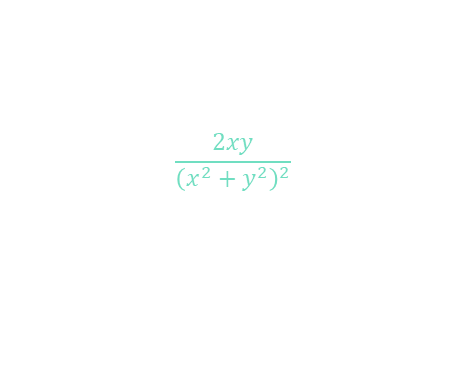 2xy
(x² + y²)²